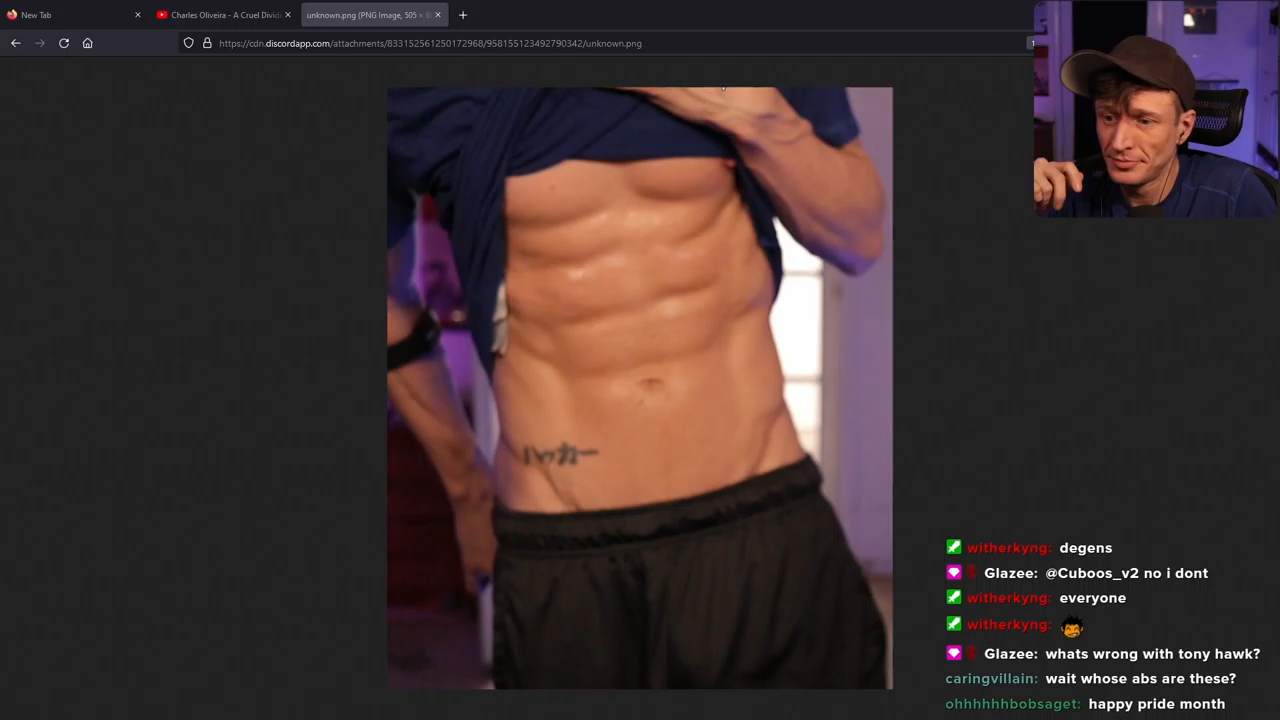 New Tab
Charles Oliveira - A Cruel Divid
unknown.png (PNG Image, 505 × 6
https://cdn.discordapp.com/attachments/833152561250172968/958155123492790342/unknown.png
ハッカー
witherkyng: degens
Glazee: @Cuboos_v2 no i dont
witherkyng: everyone
witherkyng:
Glazee: whats wrong with tony hawk?
caringvillain: wait whose abs are these?
ohhhhhhbobsaget: happy pride month